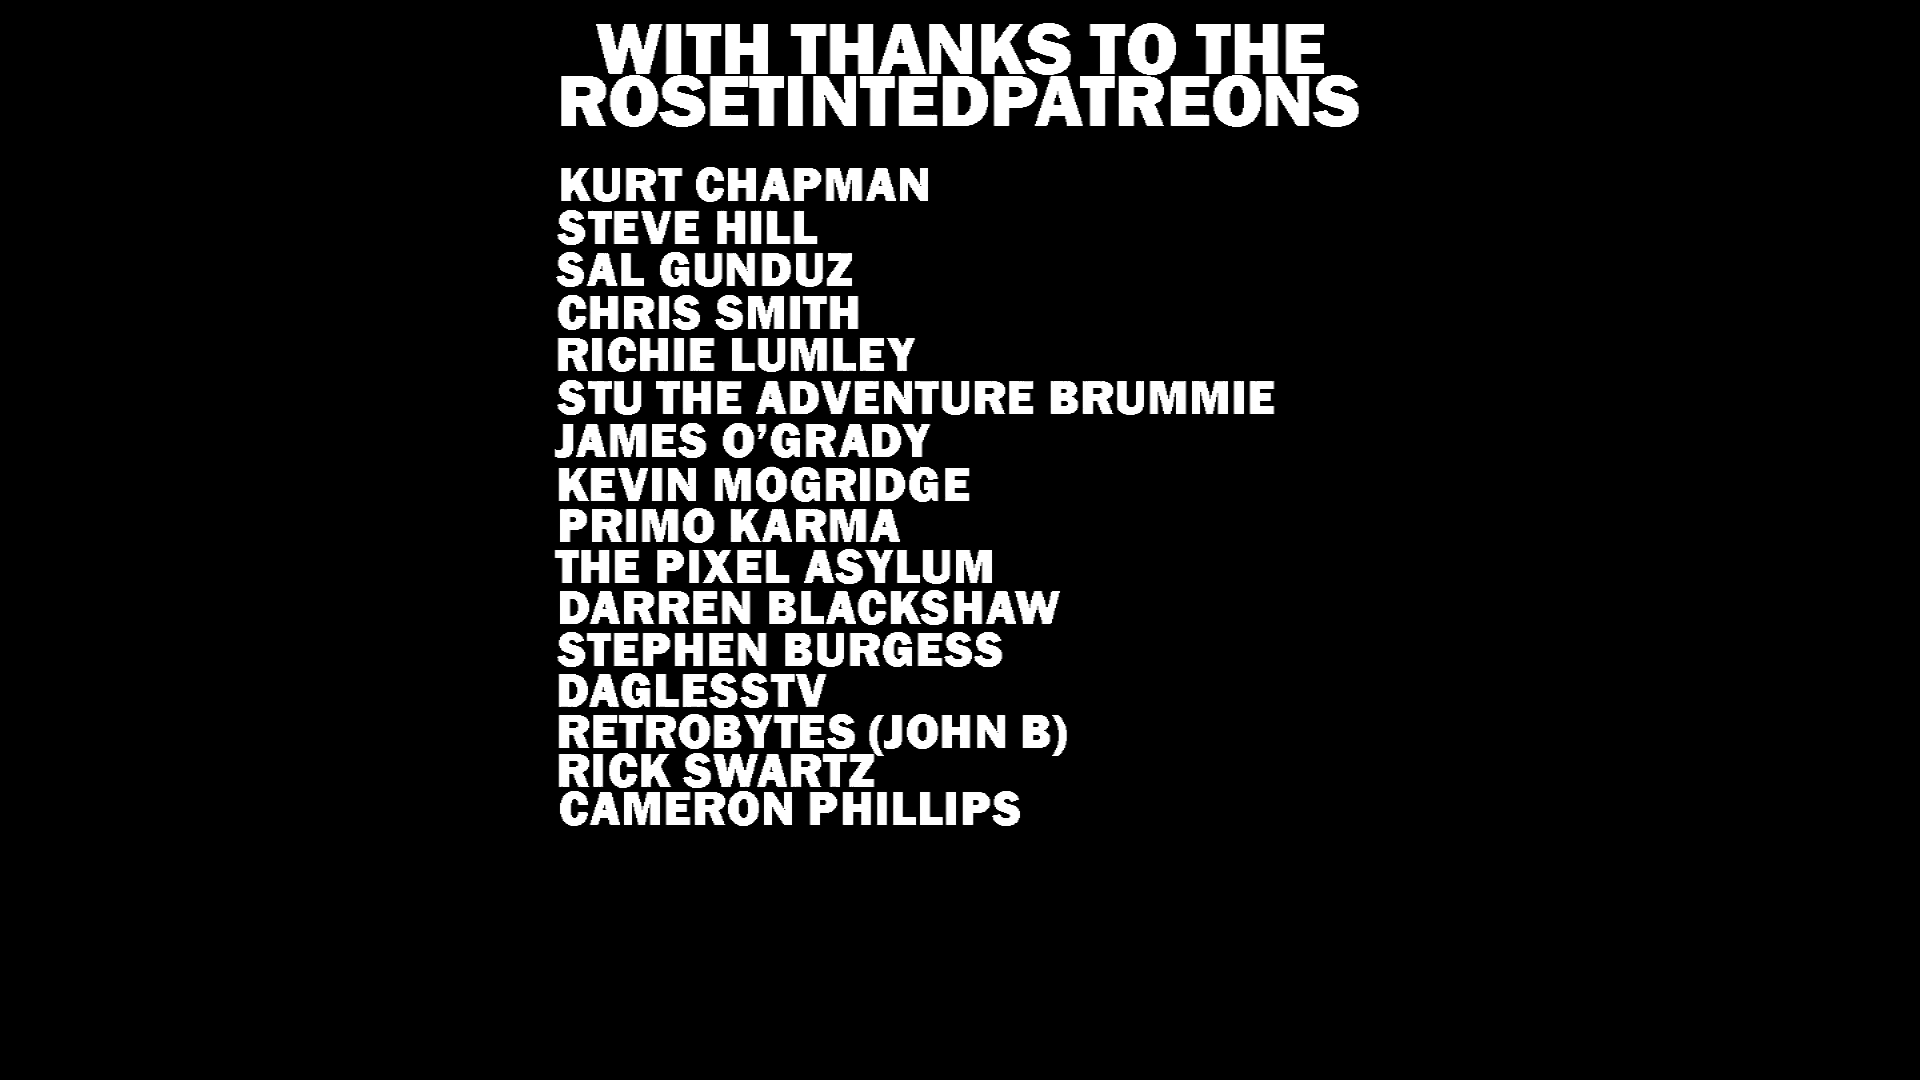 WITH THANKS TO THE
ROSETINTEDPATREONS
KURT CHAPMAN
STEVE HILL
SAL GUNDUZ
CHRIS SMITH
RICHIE LUMLEY
STU THE ADVENTURE BRUMMIE
JAMES O’GRADY
KEVIN MOGRIDGE
PRIMO KARMA
THE PIXEL ASYLUM
DARREN BLACKSHAW
STEPHEN BURGESS
DAGLESSTV
RETROBYTES (JOHN B)
RICK SWARTZ
CAMERON PHILLIPS